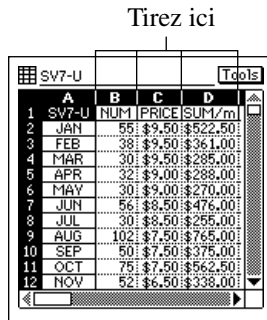 Tirez ici
SV7-U Tools
A B C D
1 SV7-U NUM PRICE SUM/m
2 JAN 55 $9.50 $522.50
3 FEB 38 $9.50 $361.00
4 MAR 30 $9.50 $285.00
5 APR 32 $9.00 $288.00
6 MAY 30 $9.00 $270.00
7 JUN 56 $8.50 $476.00
8 JUL 30 $8.50 $255.00
9 AUG 102 $7.50 $765.00
10 SEP 50 $7.50 $375.00
11 OCT 75 $7.50 $562.50
12 NOV 52 $6.50 $338.00